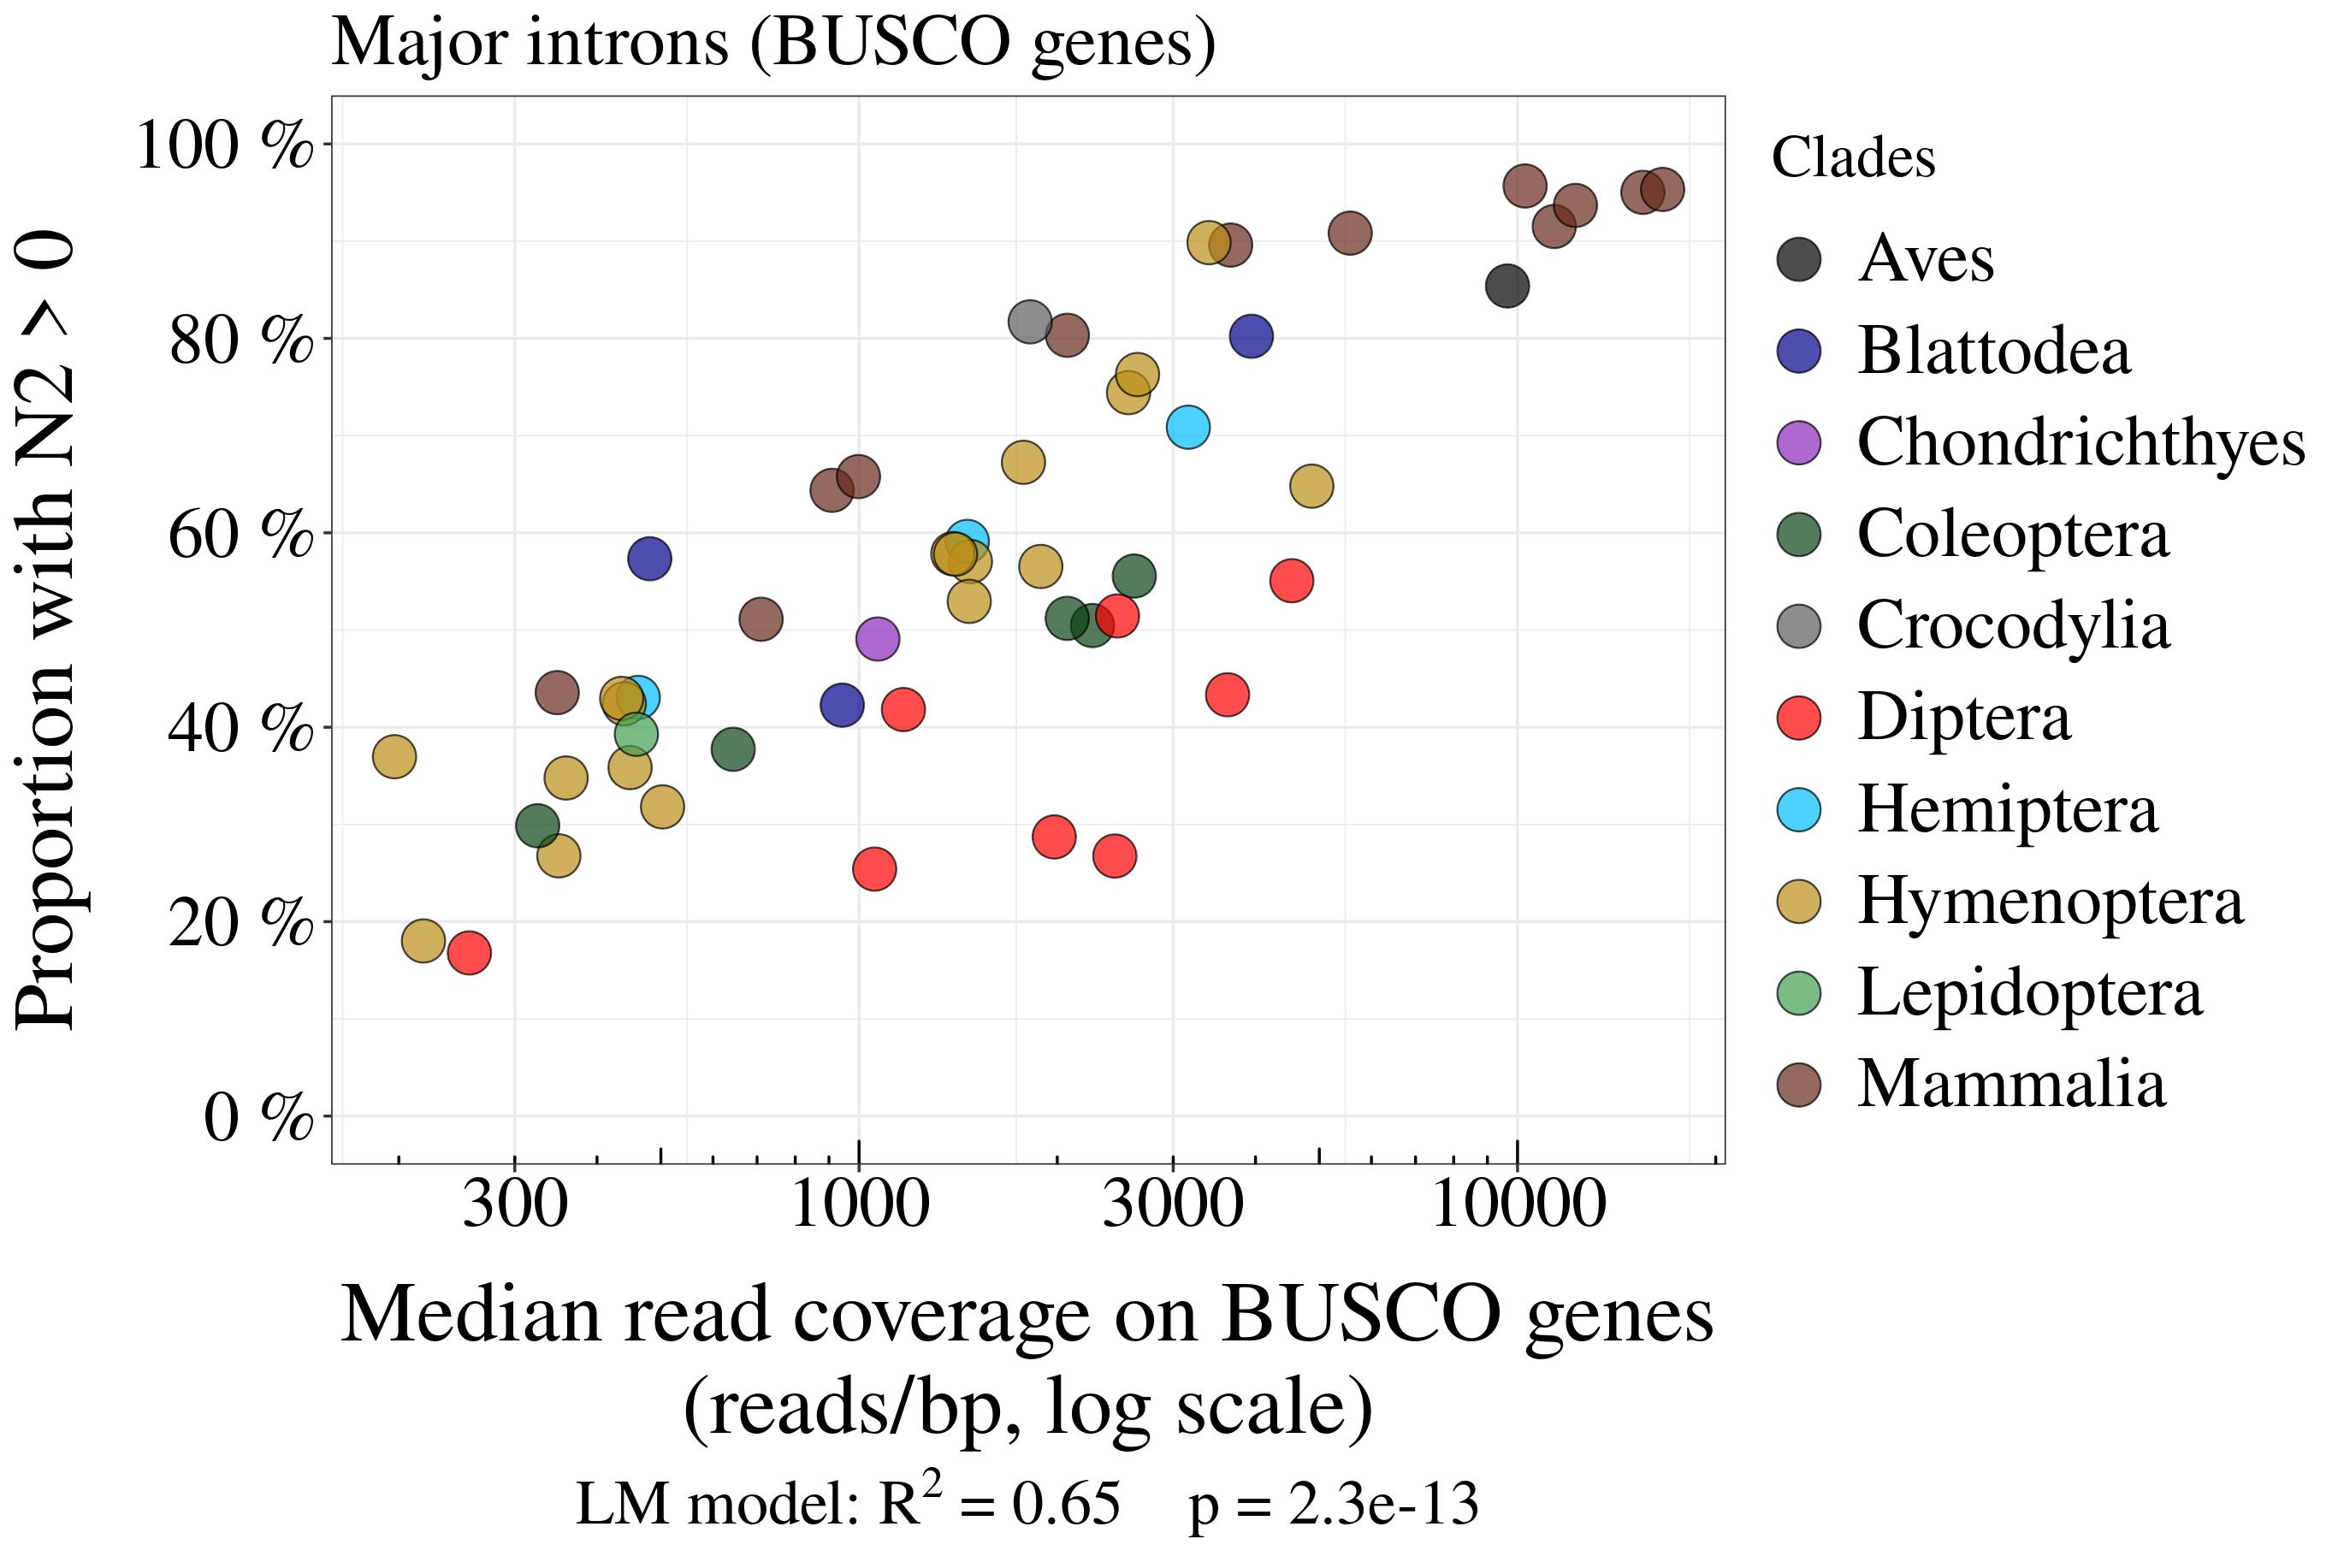 Major introns (BUSCO genes)
Proportion with N2 > 0
100 %
80 %
60 %
40 %
20 %
0 %
300
1000
3000
10000
Median read coverage on BUSCO genes
(reads/bp, log scale)
LM model: R² = 0.65 p = 2.3e-13
Clades
Aves
Blattodea
Chondrichthyes
Coleoptera
Crocodylia
Diptera
Hemiptera
Hymenoptera
Lepidoptera
Mammalia